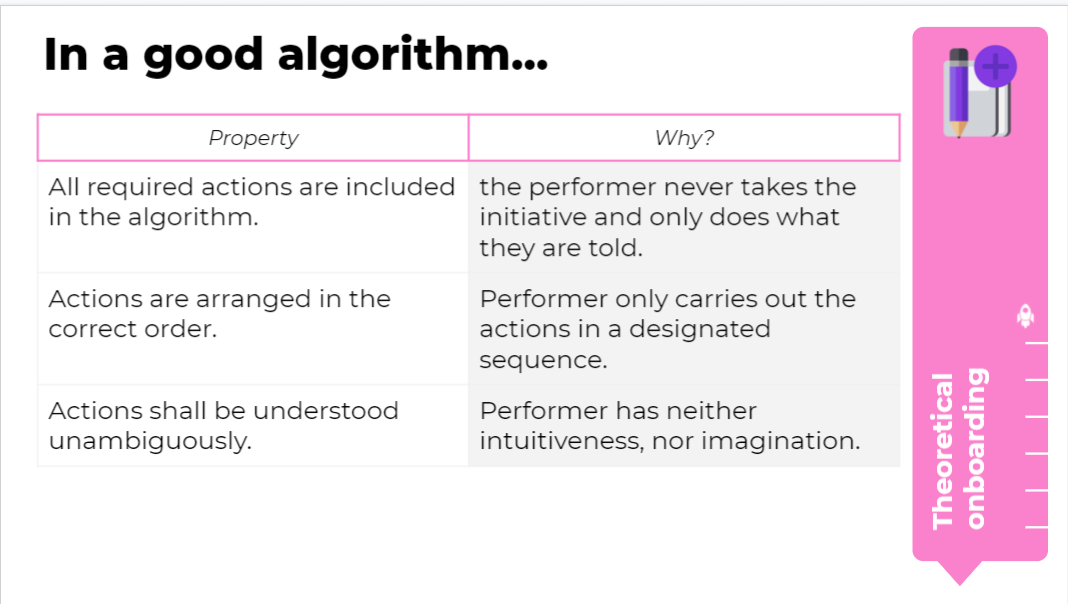 In a good algorithm...
Property
Why?
All required actions are included
in the algorithm.
the performer never takes the
initiative and only does what
they are told.
Actions are arranged in the
correct order.
Performer only carries out the
actions in a designated
sequence.
Actions shall be understood
unambiguously.
Performer has neither
intuitiveness, nor imagination.
Theoretical
onboarding